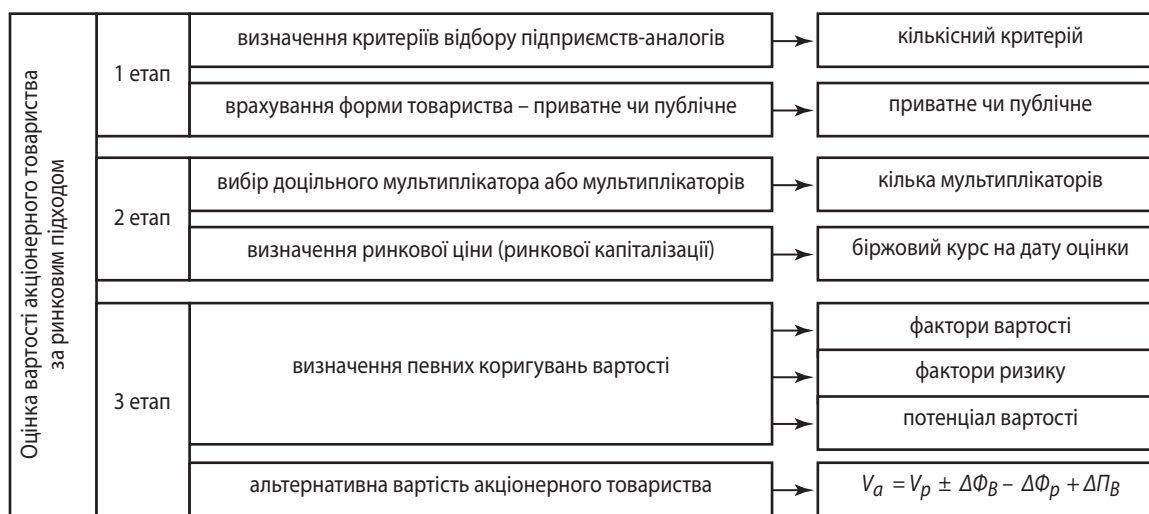 Оцінка вартості акціонерного товариства
за ринковим підходом
1 етап
визначення критеріїв відбору підприємств-аналогів
кількісний критерій
врахування форми товариства – приватне чи публічне
приватне чи публічне
2 етап
вибір доцільного мультиплікатора або мультиплікаторів
кілька мультиплікаторів
визначення ринкової ціни (ринкової капіталізації)
біржовий курс на дату оцінки
3 етап
визначення певних коригувань вартості
фактори вартості
фактори ризику
потенціал вартості
альтернативна вартість акціонерного товариства
Va = Vp ± ΔФВ – ΔФр + ΔПВ